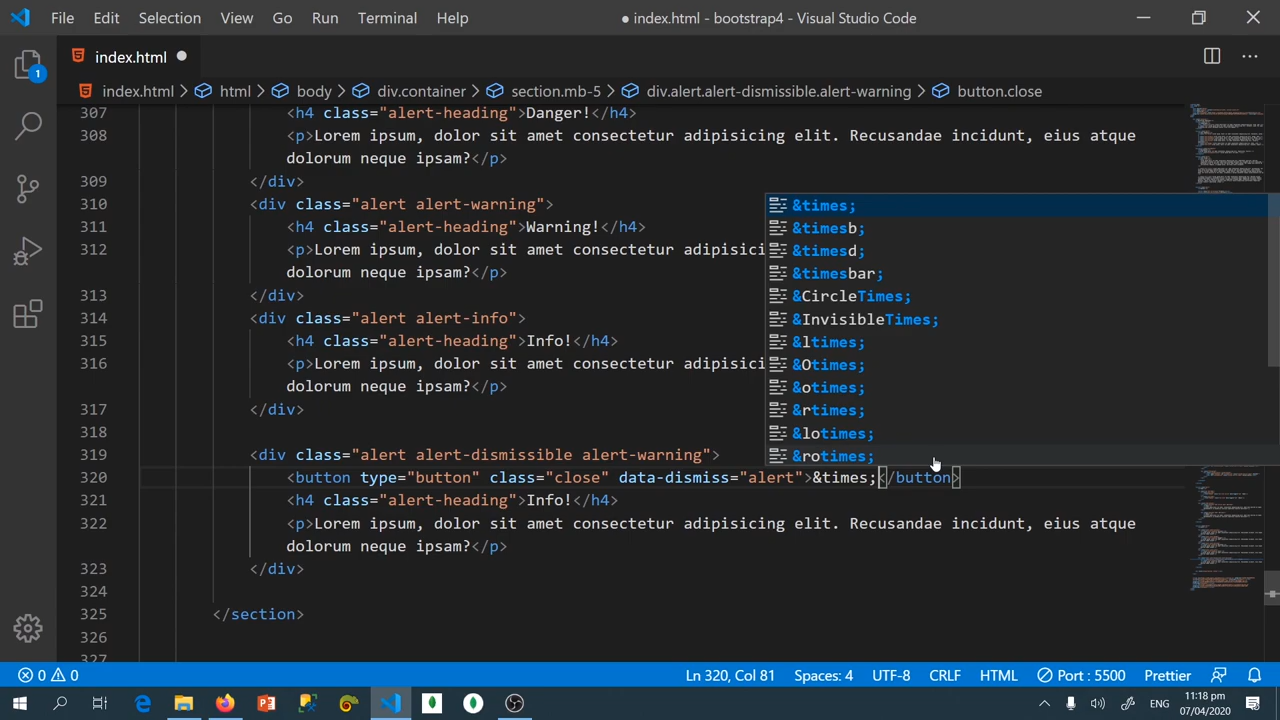 File Edit Selection View Go Run Terminal Help ● index.html - bootstrap4 - Visual Studio Code
index.html
1
index.html > html > body > div.container > section.mb-5 > div.alert.alert-dismissible.alert-warning > button.close
307 <h4 class="alert-heading">Danger!</h4>
308 <p>Lorem ipsum, dolor sit amet consectetur adipisicing elit. Recusandae incidunt, eius atque
dolorum neque ipsam?</p>
309 </div>
310 <div class="alert alert-warning">
311 <h4 class="alert-heading">Warning!</h4>
312 <p>Lorem ipsum, dolor sit amet consectetur adipisici
dolorum neque ipsam?</p>
313 </div>
314 <div class="alert alert-info">
315 <h4 class="alert-heading">Info!</h4>
316 <p>Lorem ipsum, dolor sit amet consectetur adipisici
dolorum neque ipsam?</p>
317 </div>
318
319 <div class="alert alert-dismissible alert-warning">
320 <button type="button" class="close" data-dismiss="alert">&times;</button>
321 <h4 class="alert-heading">Info!</h4>
322 <p>Lorem ipsum, dolor sit amet consectetur adipisicing elit. Recusandae incidunt, eius atque
dolorum neque ipsam?</p>
323 </div>
324
325 </section>
326
327
&times;
&timesb;
&timesd;
&timesbar;
&CircleTimes;
&InvisibleTimes;
&ltimes;
&Otimes;
&otimes;
&rtimes;
&lotimes;
&rotimes;
0 0 Ln 320, Col 81 Spaces: 4 UTF-8 CRLF HTML Port : 5500 Prettier
ENG 11:18 pm
07/04/2020